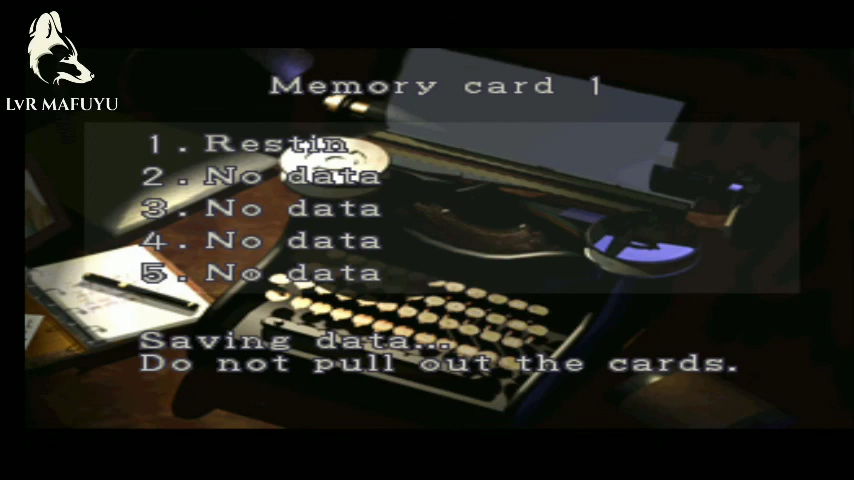 LvR MAFUYU
Memory card 1
1. Restin
2. No data
3. No data
4. No data
5. No data
Saving data...
Do not pull out the cards.